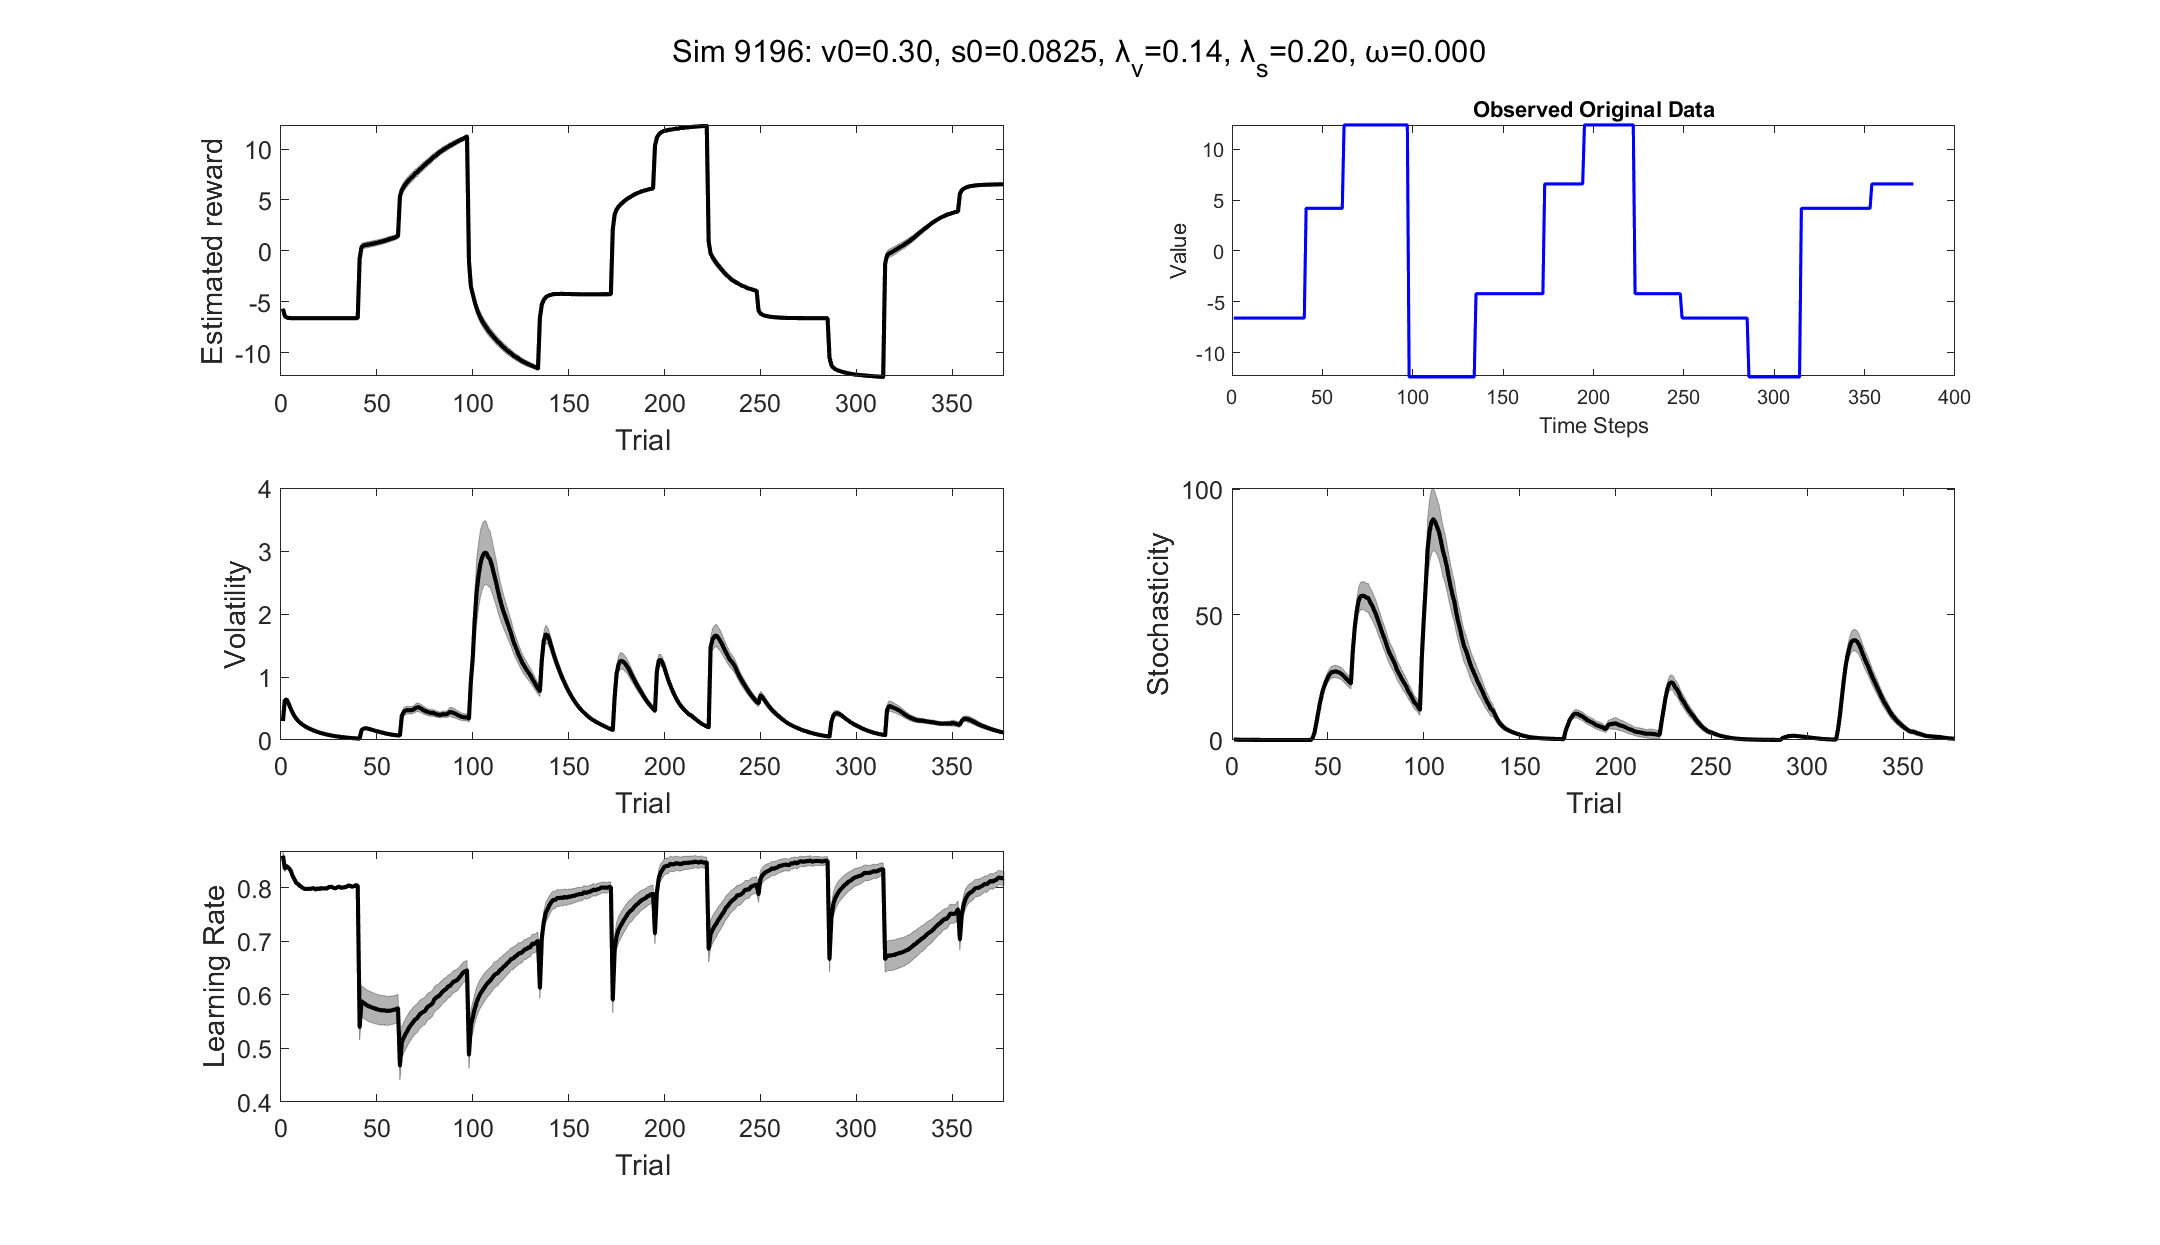 Sim 9196: v0=0.30, s0=0.0825, λ_v=0.14, λ_s=0.20, ω=0.000
Estimated reward
10
5
0
-5
-10
0 50 100 150 200 250 300 350
Trial
Observed Original Data
Value
10
5
0
-5
-10
0 50 100 150 200 250 300 350 400
Time Steps
Volatility
4
3
2
1
0
0 50 100 150 200 250 300 350
Trial
Stochasticity
100
50
0
0 50 100 150 200 250 300 350
Trial
Learning Rate
0.8
0.7
0.6
0.5
0.4
0 50 100 150 200 250 300 350
Trial